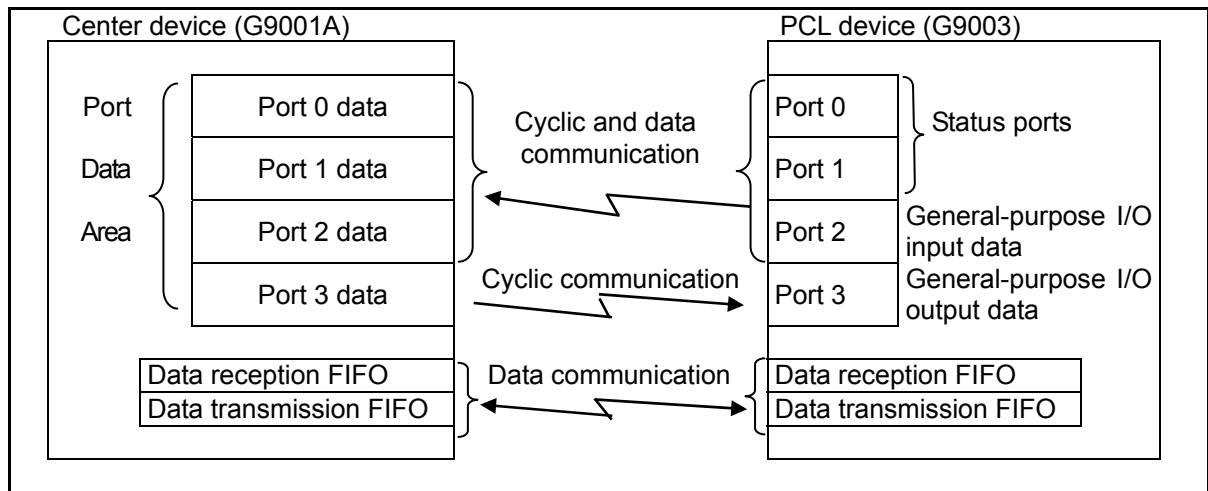 Center device (G9001A)
PCL device (G9003)
Port
Data
Area
Port 0 data
Port 1 data
Port 2 data
Port 3 data
Cyclic and data
communication
Cyclic communication
Port 0
Port 1
Port 2
Port 3
Status ports
General-purpose I/O
input data
General-purpose I/O
output data
Data reception FIFO
Data transmission FIFO
Data communication
Data reception FIFO
Data transmission FIFO